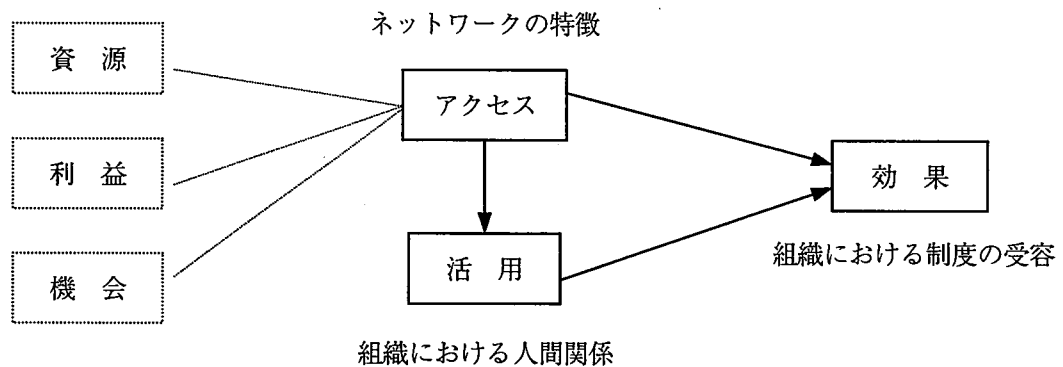 ネットワークの特徴
資 源
アクセス
利 益
効 果
組織における制度の受容
活 用
機 会
組織における人間関係